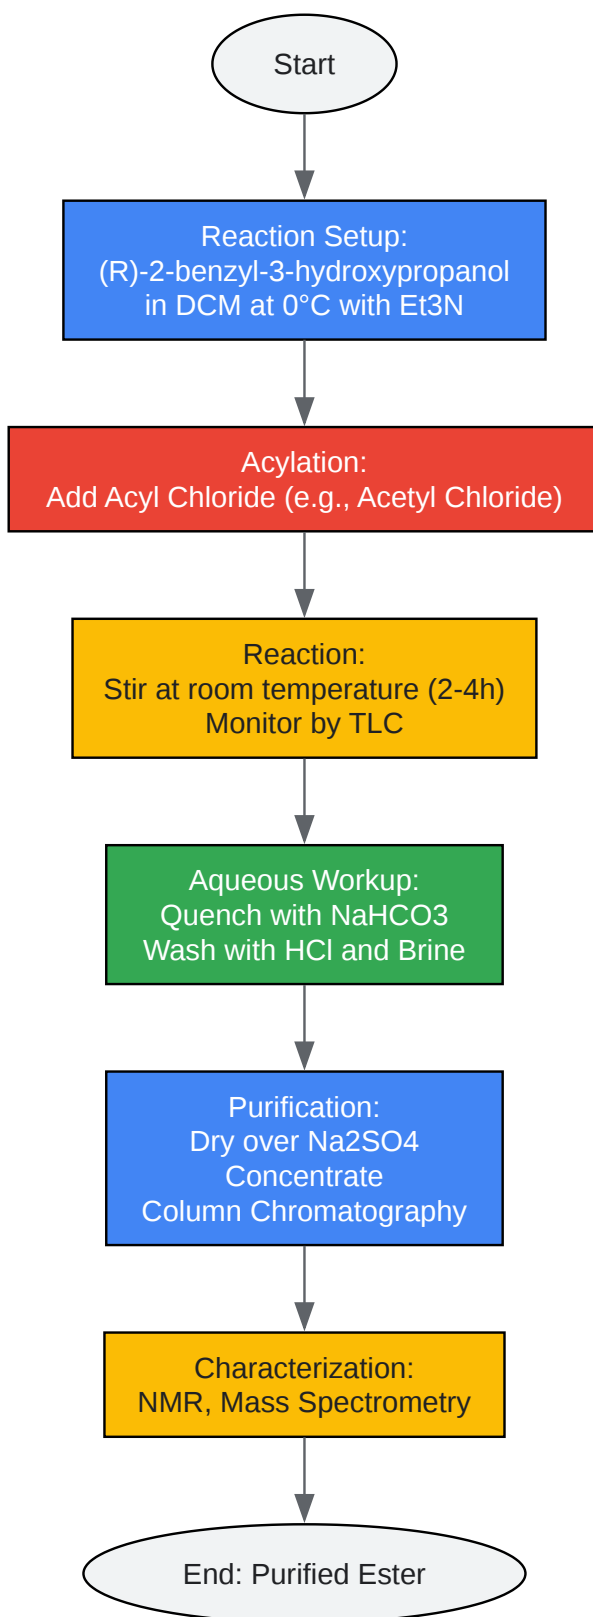 Start
Reaction Setup:
(R)-2-benzyl-3-hydroxypropanol
in DCM at 0°C with Et3N
Acylation:
Add Acyl Chloride (e.g., Acetyl Chloride)
Reaction:
Stir at room temperature (2-4h)
Monitor by TLC
Aqueous Workup:
Quench with NaHCO3
Wash with HCl and Brine
Purification:
Dry over Na2SO4
Concentrate
Column Chromatography
Characterization:
NMR, Mass Spectrometry
End: Purified Ester